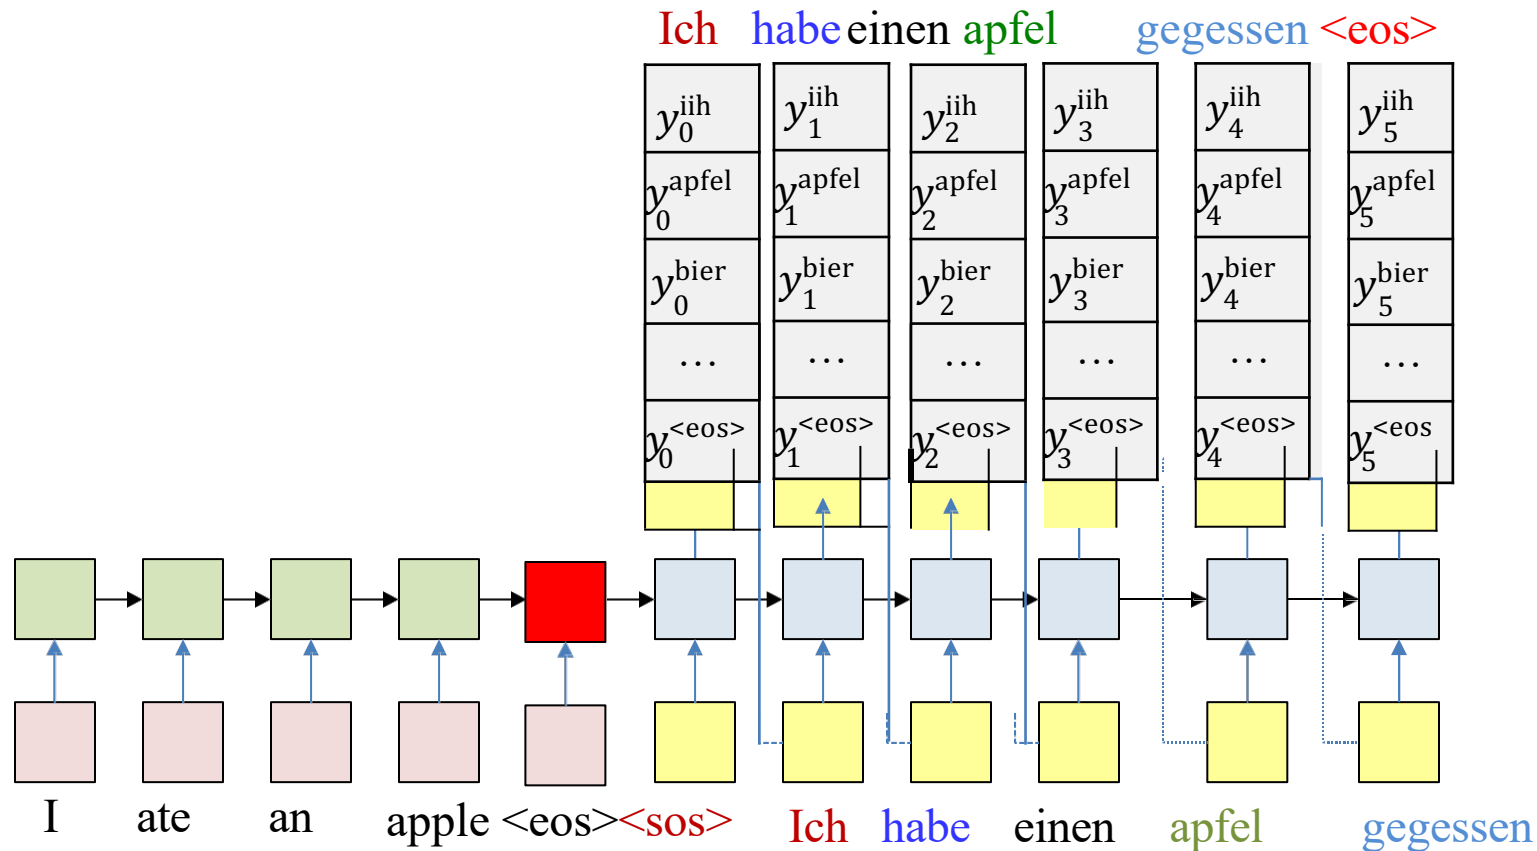 Ich habe einen apfel gegessen <eos>
y_0^iih y_1^iih y_2^iih y_3^iih y_4^iih y_5^iih
y_0^apfel y_1^apfel y_2^apfel y_3^apfel y_4^apfel y_5^apfel
y_0^bier y_1^bier y_2^bier y_3^bier y_4^bier y_5^bier
… … … … … …
y_0^<eos> y_1^<eos> y_2^<eos> y_3^<eos> y_4^<eos> y_5^<eos
I ate an apple <eos> <sos> Ich habe einen apfel gegessen